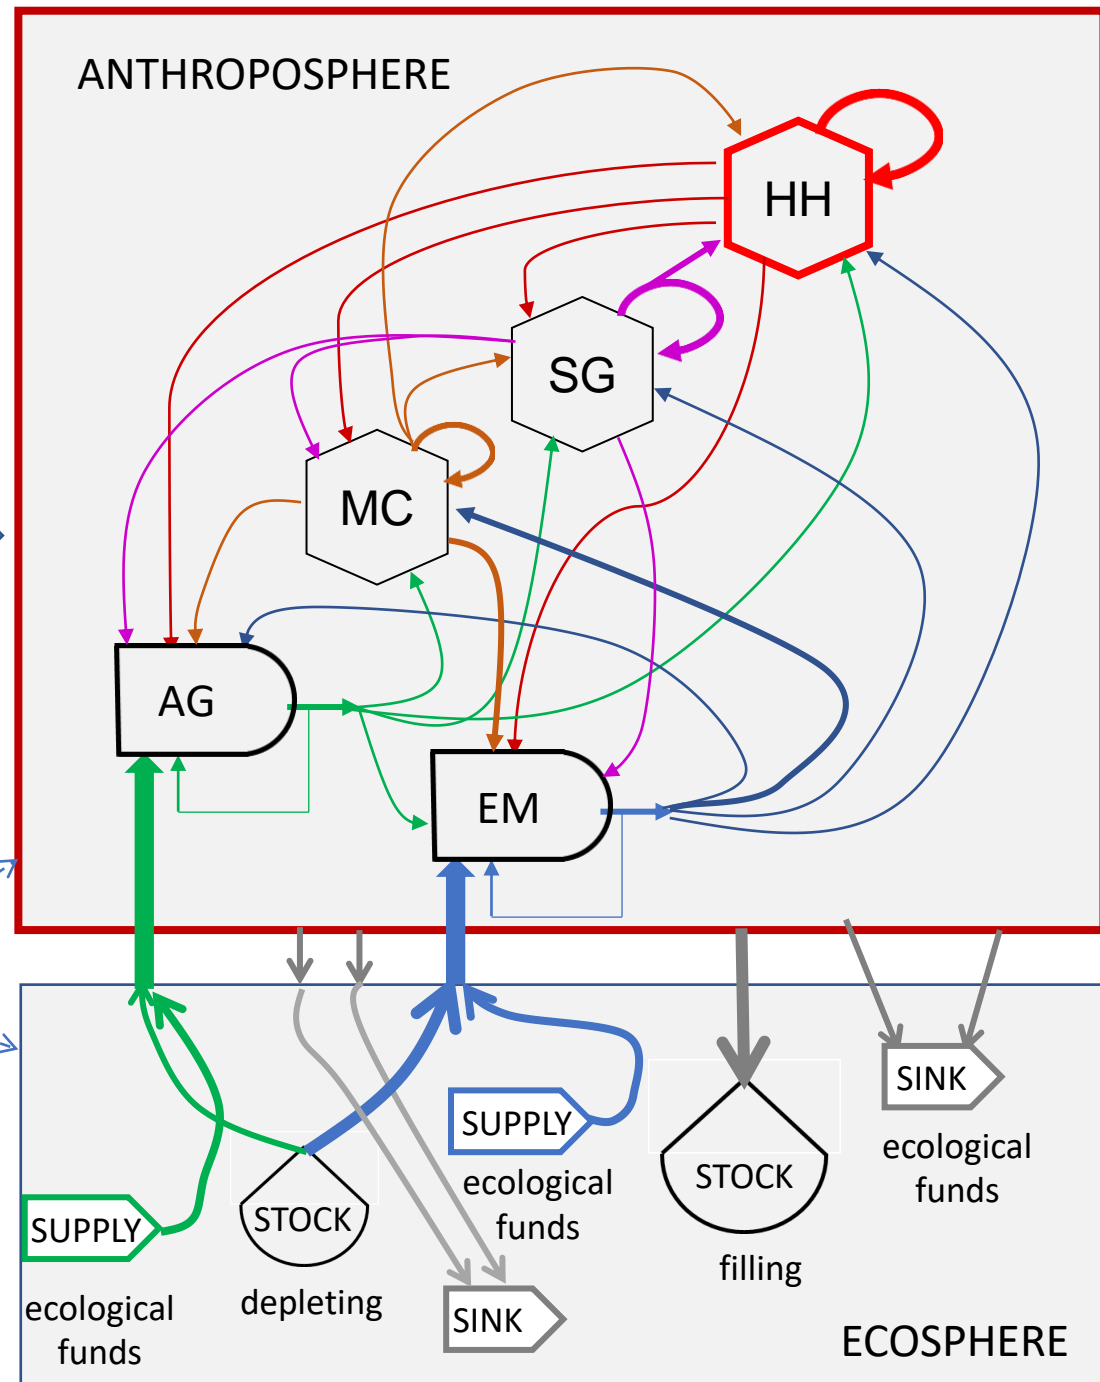 ANTHROPOSPHERE
HH
SG
MC
AG
EM
SINK
SUPPLY
ecological
funds
STOCK
filling
ecological
funds
SUPPLY
ecological
funds
STOCK
depleting
SINK
ECOSPHERE